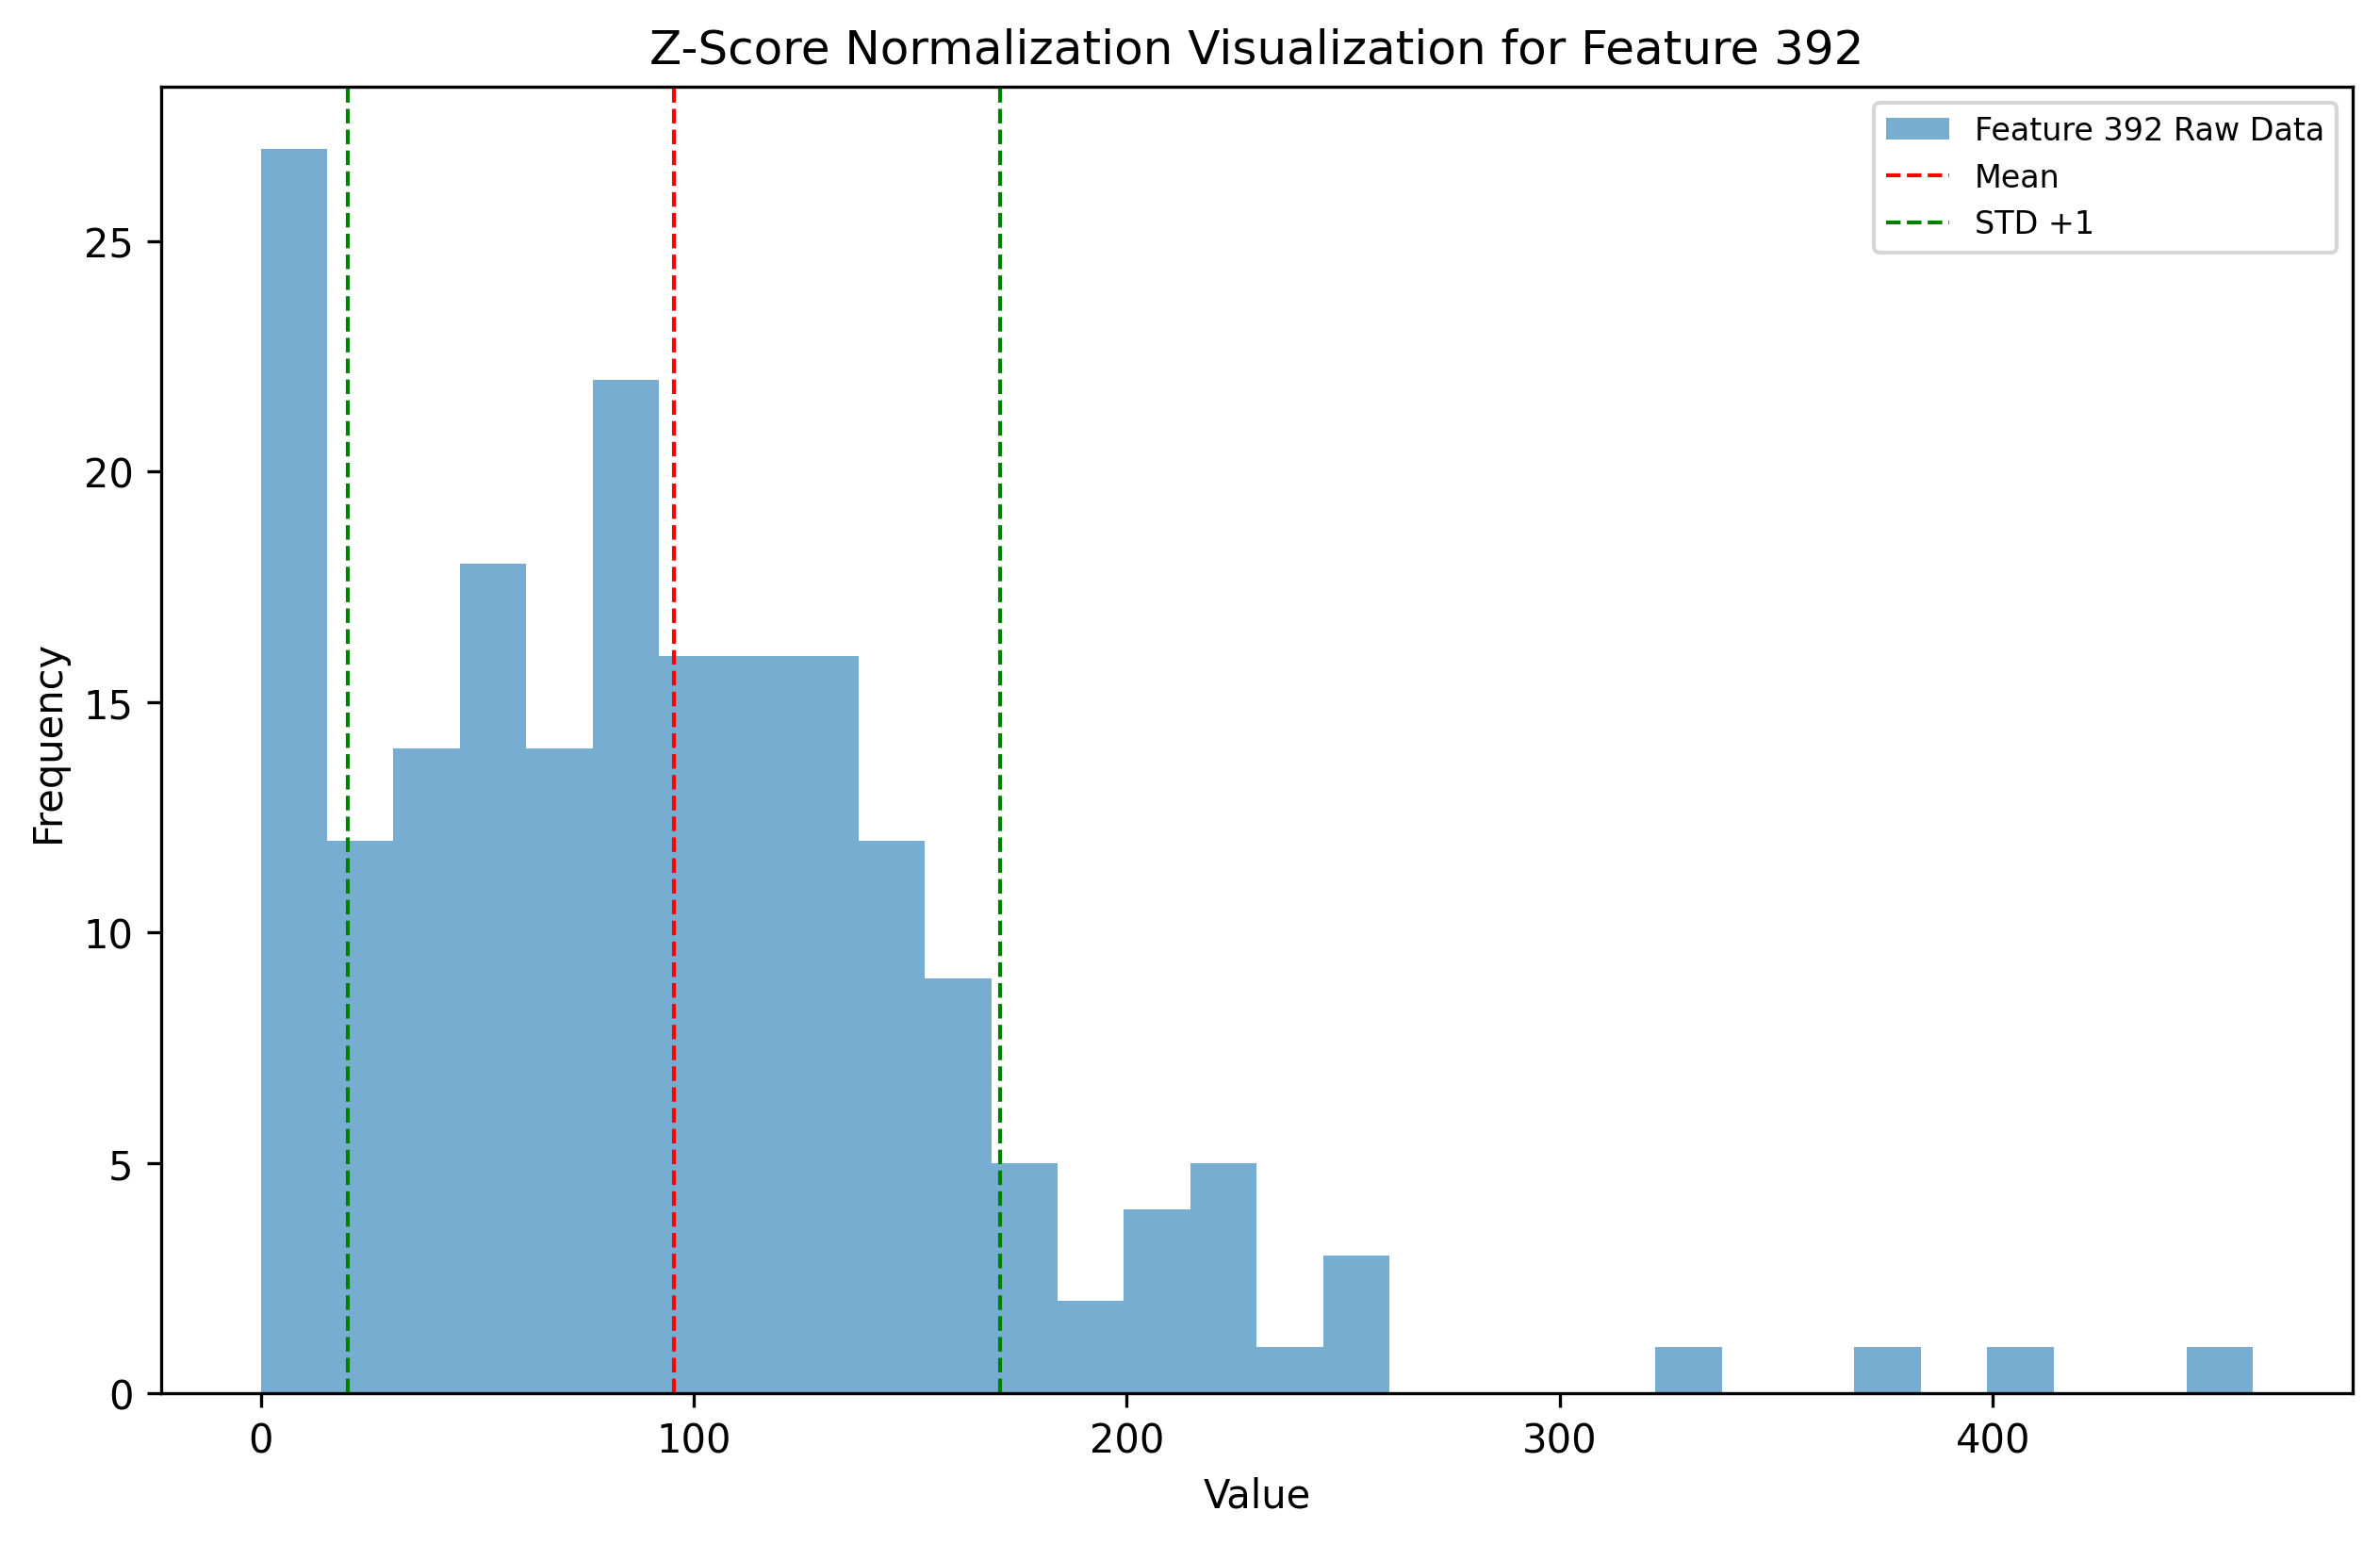 Z-Score Normalization Visualization for Feature 392
Feature 392 Raw Data
Mean
STD +1
25
20
15
10
5
0
Frequency
0 100 200 300 400
Value